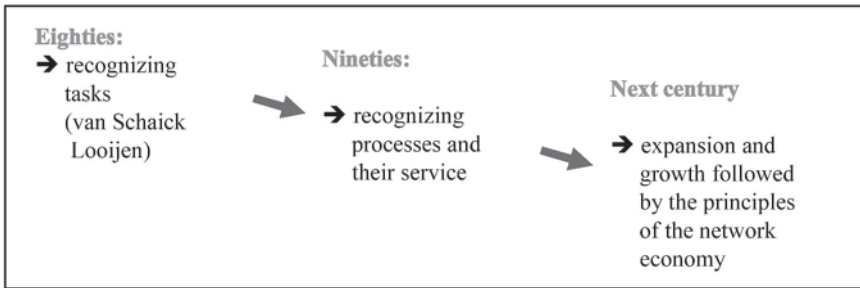 Eighties:
➔ recognizing
tasks
(van Schaick
Looijen)
Nineties:
➔ recognizing
processes and
their service
Next century
➔ expansion and
growth followed
by the principles
of the network
economy